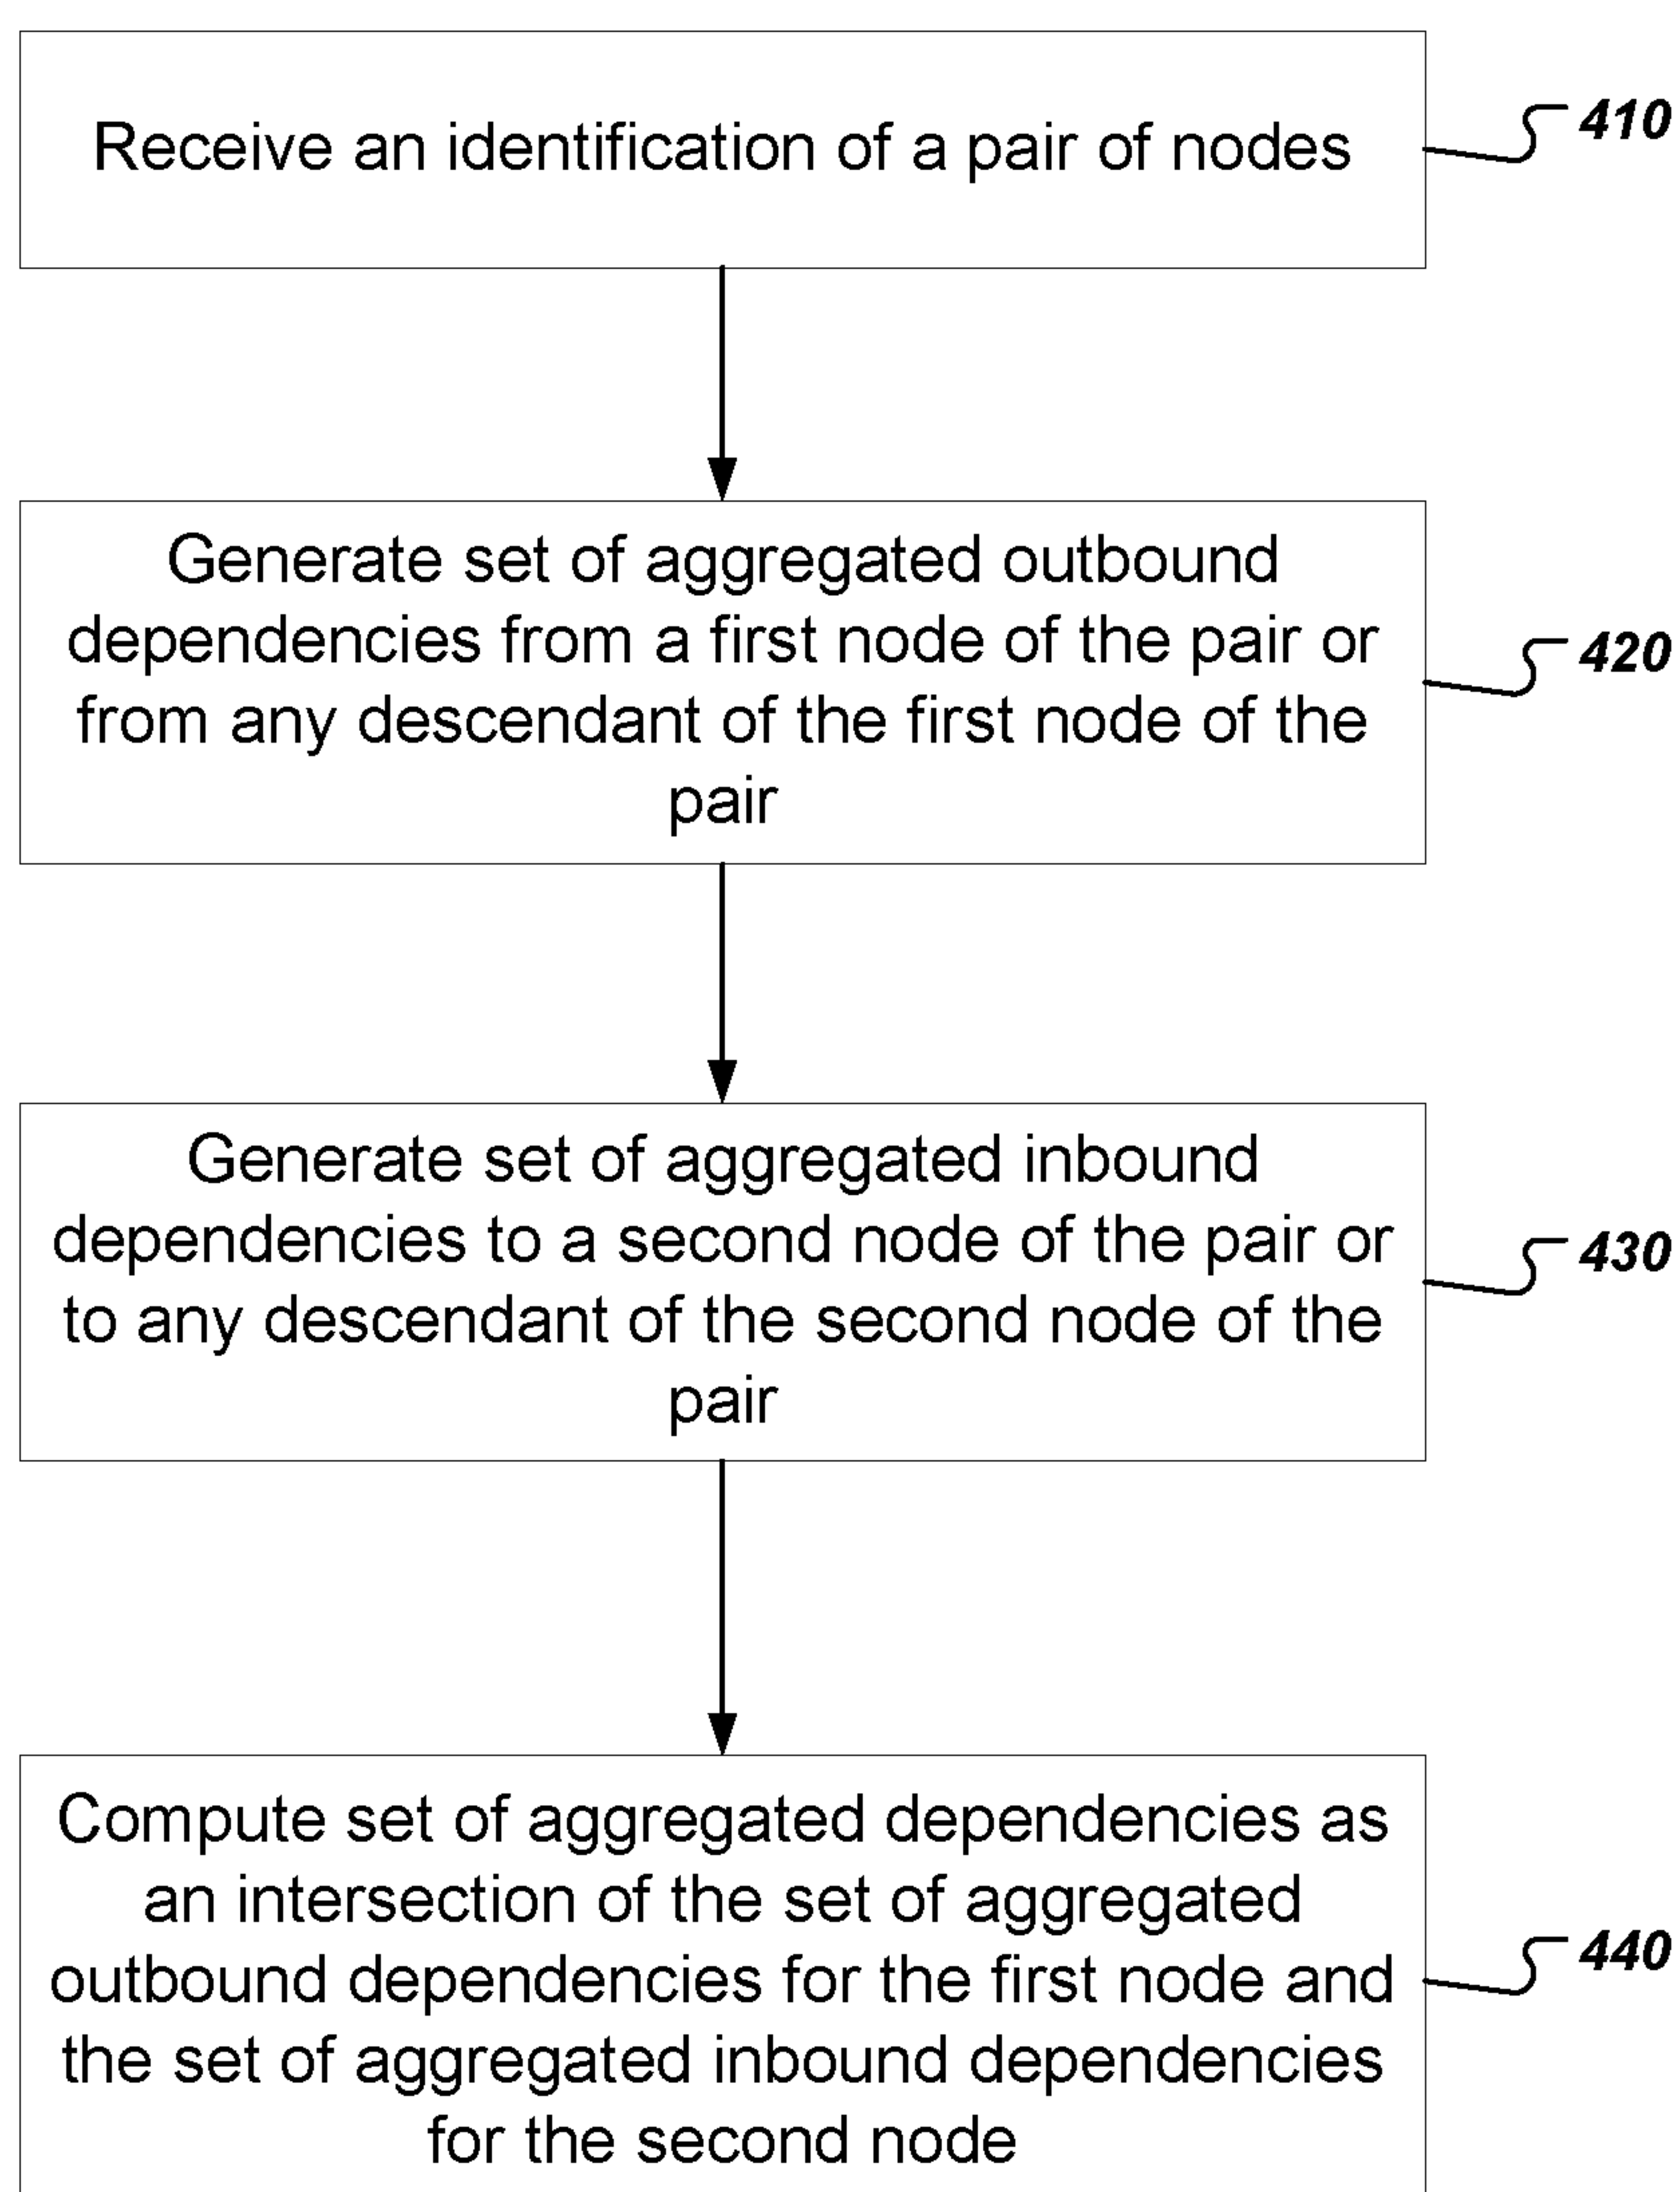 Receive an identification of a pair of nodes
410
Generate set of aggregated outbound
dependencies from a first node of the pair or
from any descendant of the first node of the
pair
420
Generate set of aggregated inbound
dependencies to a second node of the pair or
to any descendant of the second node of the
pair
430
Compute set of aggregated dependencies as
an intersection of the set of aggregated
outbound dependencies for the first node and
the set of aggregated inbound dependencies
for the second node
440